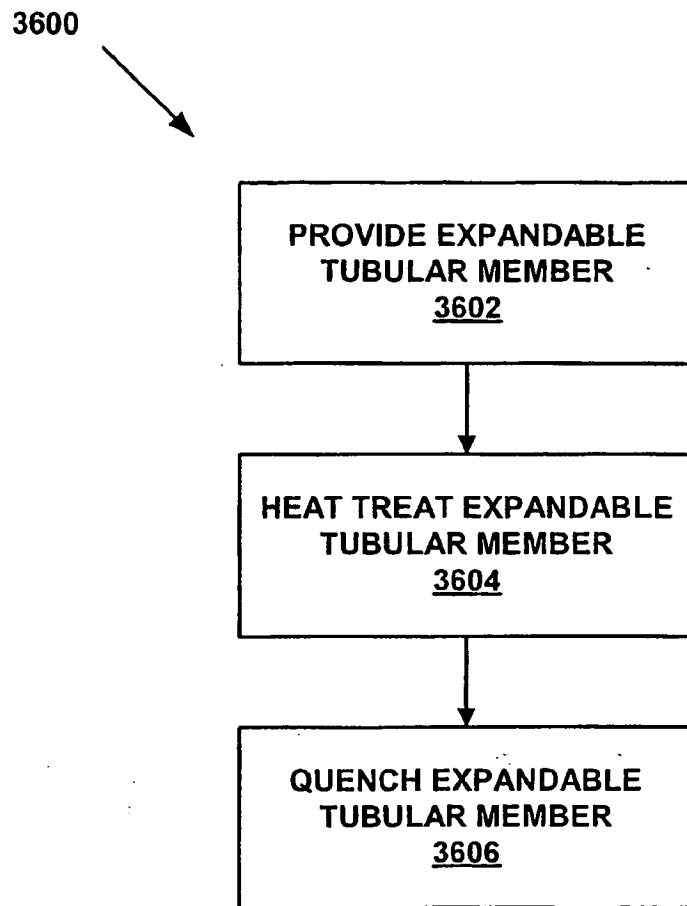 3600
PROVIDE EXPANDABLE
TUBULAR MEMBER
3602
HEAT TREAT EXPANDABLE
TUBULAR MEMBER
3604
QUENCH EXPANDABLE
TUBULAR MEMBER
3606